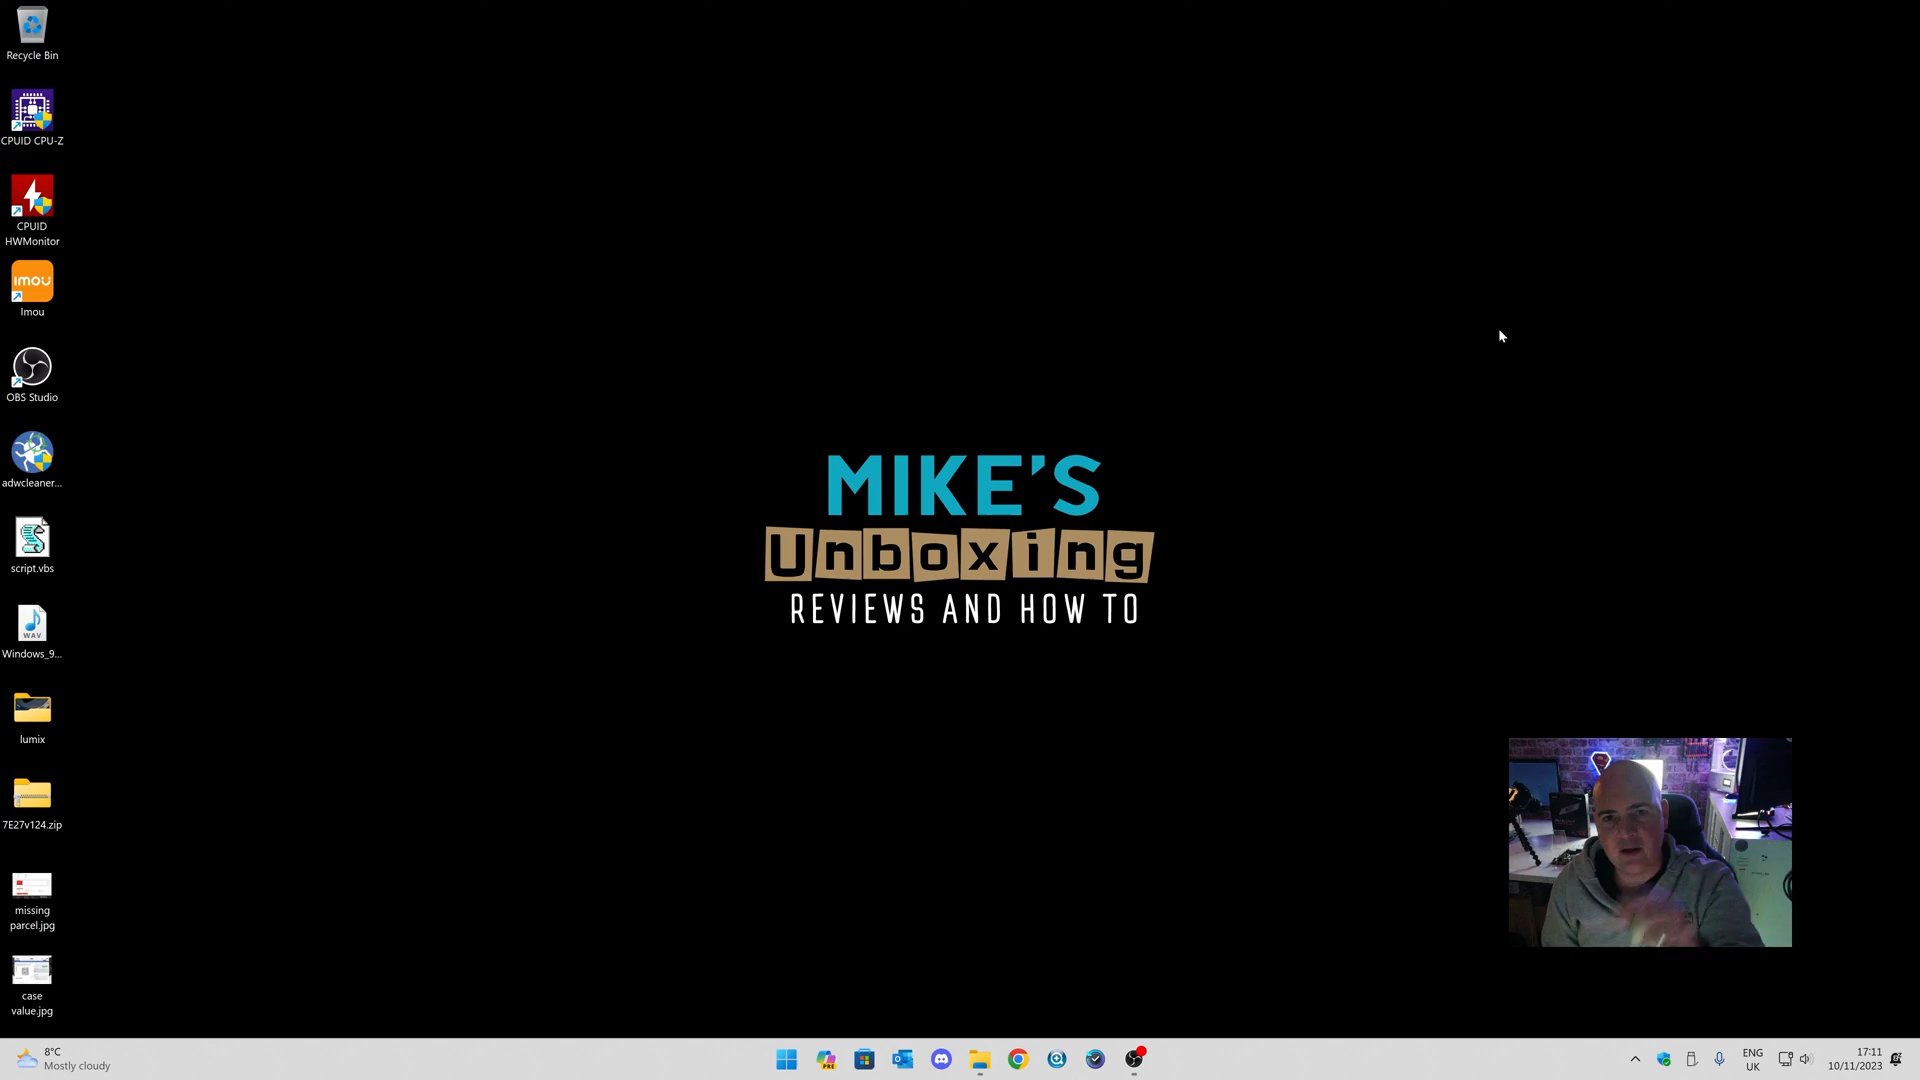 Recycle Bin
CPUID CPU-Z
CPUID
HWMonitor
imou
Imou
OBS Studio
adwcleaner...
script.vbs
WAV
Windows_9...
lumix
7E27v124.zip
missing
parcel.jpg
case
value.jpg
MIKE'S
Unboxing
REVIEWS AND HOW TO
8°C
Mostly cloudy
PRE
ENG
UK
17:11
10/11/2023